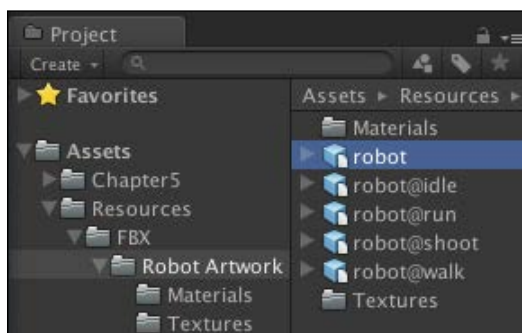 Project
Create
Favorites
Assets
Chapter5
Resources
FBX
Robot Artwork
Materials
Textures
Assets ▸ Resources ▸
Materials
robot
robot@idle
robot@run
robot@shoot
robot@walk
Textures